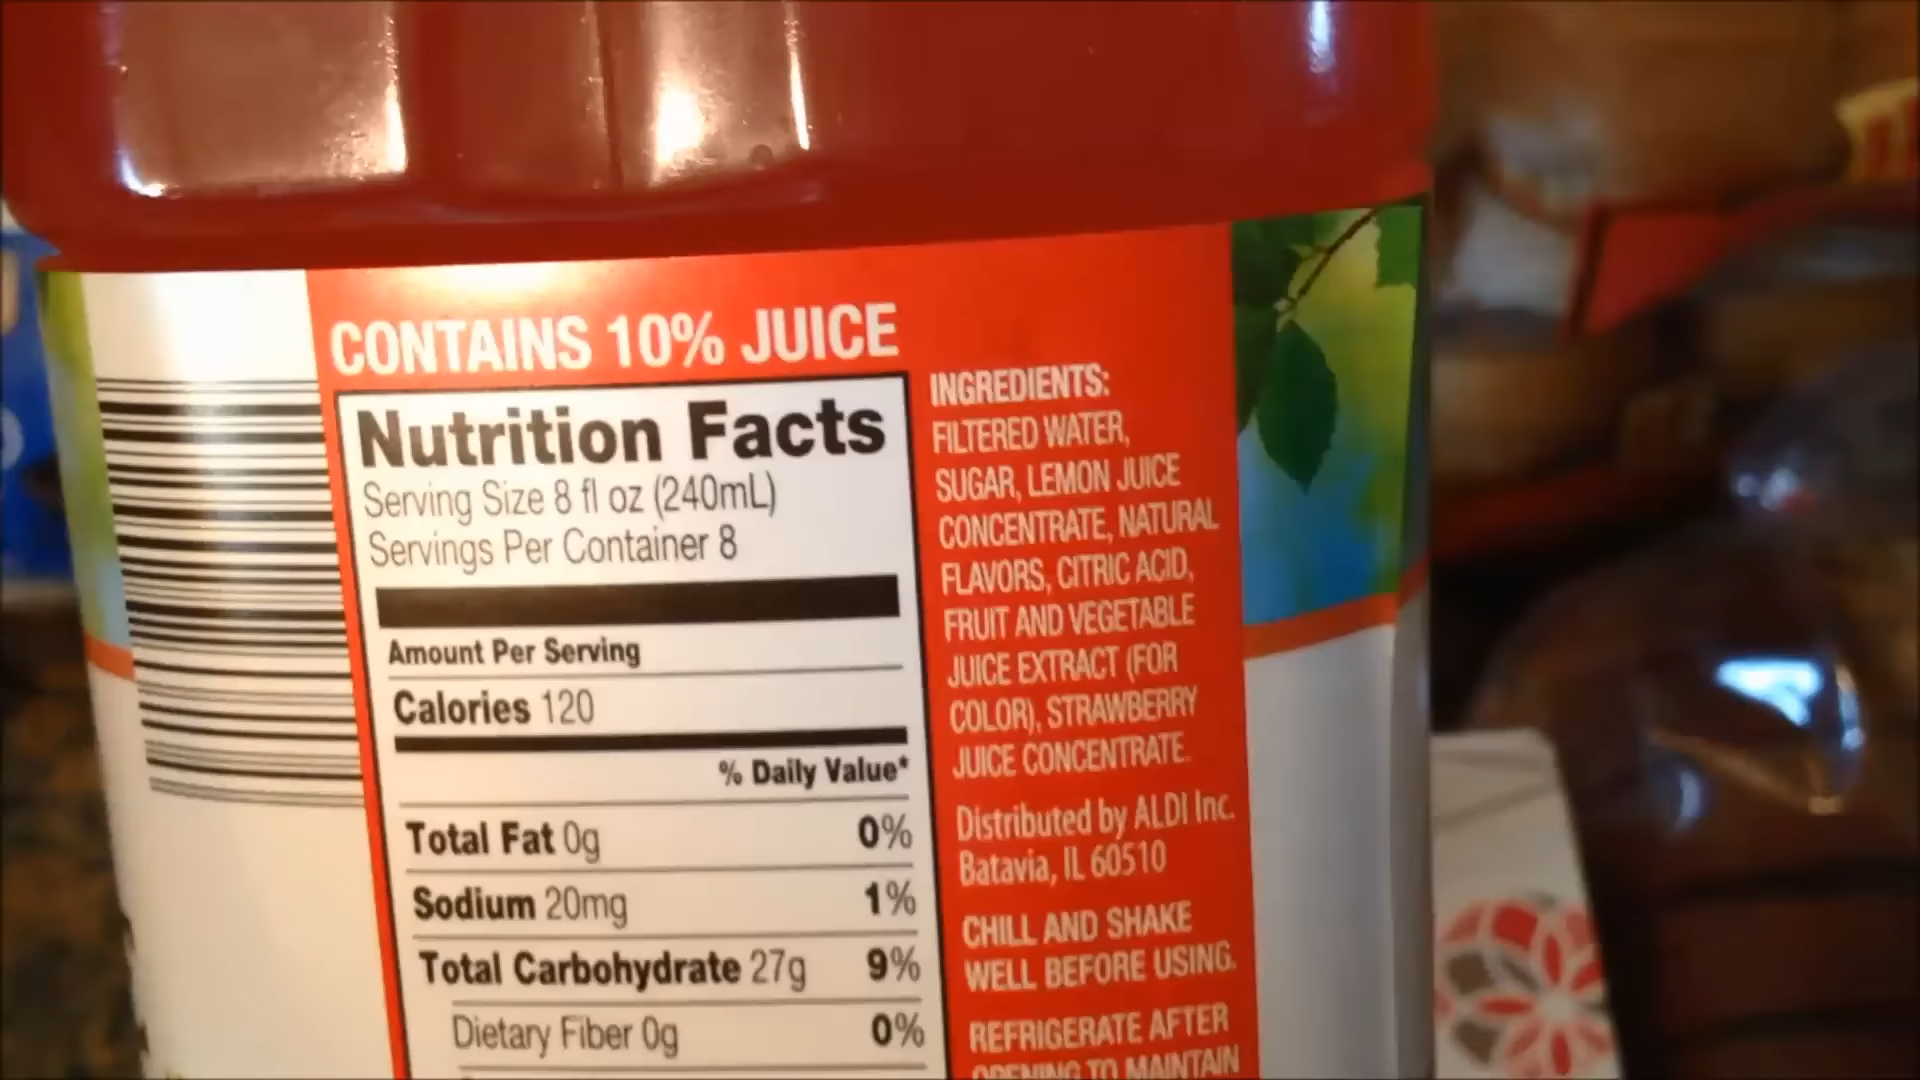 CONTAINS 10% JUICE
Nutrition Facts
Serving Size 8 fl oz (240mL)
Servings Per Container 8
Amount Per Serving
Calories 120
% Daily Value*
Total Fat 0g 0%
Sodium 20mg 1%
Total Carbohydrate 27g 9%
Dietary Fiber 0g 0%
INGREDIENTS:
FILTERED WATER,
SUGAR, LEMON JUICE
CONCENTRATE, NATURAL
FLAVORS, CITRIC ACID,
FRUIT AND VEGETABLE
JUICE EXTRACT (FOR
COLOR), STRAWBERRY
JUICE CONCENTRATE.
Distributed by ALDI Inc.
Batavia, IL 60510
CHILL AND SHAKE
WELL BEFORE USING.
REFRIGERATE AFTER
OPENING TO MAINTAIN